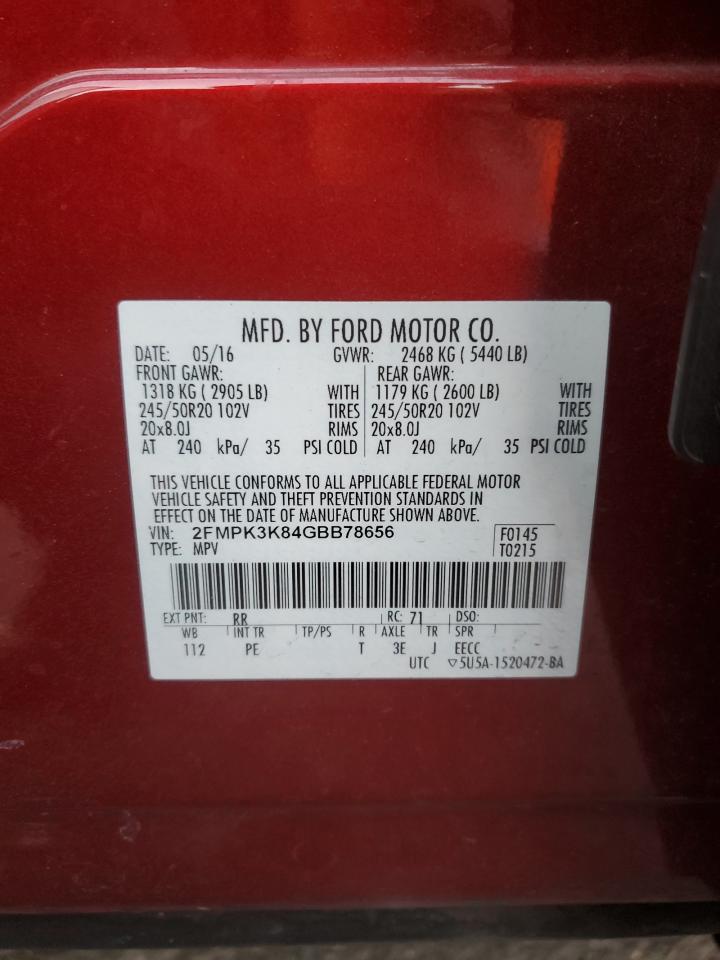 MFD. BY FORD MOTOR CO.
DATE: 05/16 GVWR: 2468 KG ( 5440 LB)
FRONT GAWR: REAR GAWR:
1318 KG ( 2905 LB) WITH 1179 KG ( 2600 LB) WITH
245/50R20 102V TIRES 245/50R20 102V TIRES
20x8.0J RIMS 20x8.0J RIMS
AT 240 kPa/ 35 PSI COLD AT 240 kPa/ 35 PSI COLD
THIS VEHICLE CONFORMS TO ALL APPLICABLE FEDERAL MOTOR
VEHICLE SAFETY AND THEFT PREVENTION STANDARDS IN
EFFECT ON THE DATE OF MANUFACTURE SHOWN ABOVE.
VIN: 2FMPK3K84GBB78656 F0145
TYPE: MPV T0215
EXT PNT: RR RC: 71 DSO:
WB INT TR TP/PS R AXLE TR SPR
112 PE T 3E J EECC
UTC ▽5U5A-1520472-BA